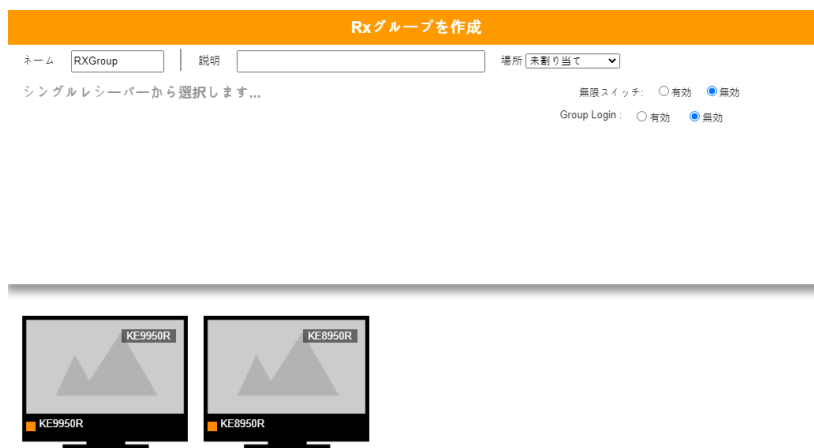 Rxグループを作成
ネーム RXGroup 説明 場所 未割り当て
シングルレシーバーから選択します... 無限スイッチ: 有効 無効
Group Login : 有効 無効
KE9950R KE8950R
KE9950R KE8950R